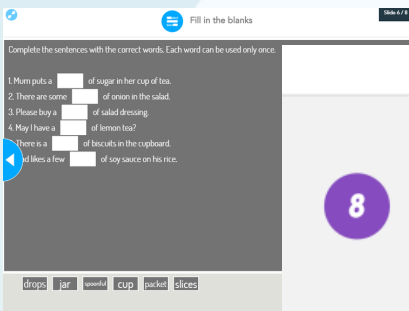 Fill in the blanks
Slide 6 / 8
Complete the sentences with the correct words. Each word can be used only once.
1. Mum puts a of sugar in her cup of tea.
2. There are some of onion in the salad.
3. Please buy a of salad dressing.
4. May I have a of lemon tea?
There is a of biscuits in the cupboard.
likes a few of soy sauce on his rice.
8
drops jar spoonful cup packet slices